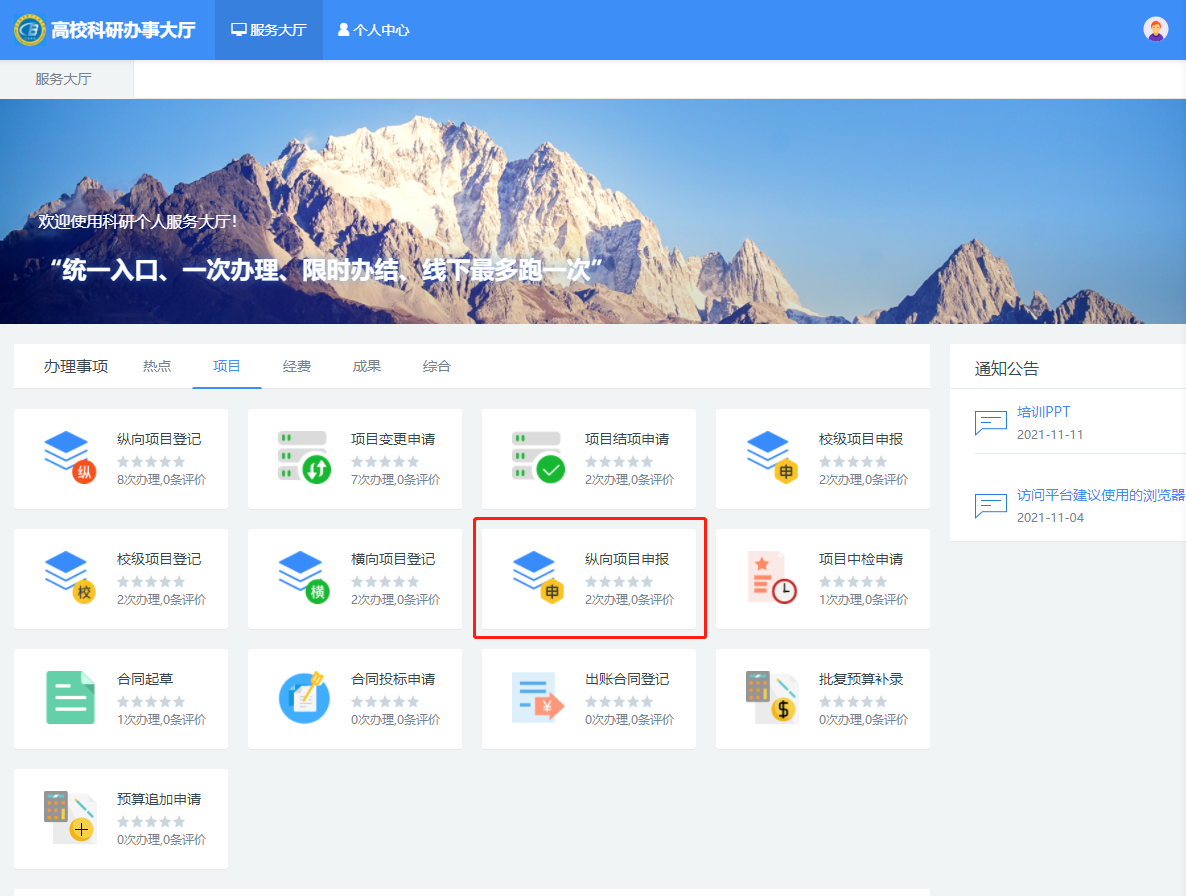 高校科研办事大厅
服务大厅
个人中心
服务大厅
欢迎使用科研个人服务大厅!
“统一入口、一次办理、限时办结、线下最多跑一次”
办理事项
热点
项目
经费
成果
综合
通知公告
培训PPT
2021-11-11
访问平台建议使用的浏览器
2021-11-04
纵
纵向项目登记
8次办理,0条评价
项目变更申请
7次办理,0条评价
项目结项申请
2次办理,0条评价
申
校级项目申报
2次办理,0条评价
校
校级项目登记
2次办理,0条评价
横
横向项目登记
2次办理,0条评价
申
纵向项目申报
2次办理,0条评价
项目中检申请
1次办理,0条评价
合同起草
1次办理,0条评价
合同投标申请
0次办理,0条评价
¥
出账合同登记
0次办理,0条评价
$
批复预算补录
0次办理,0条评价
预算追加申请
0次办理,0条评价